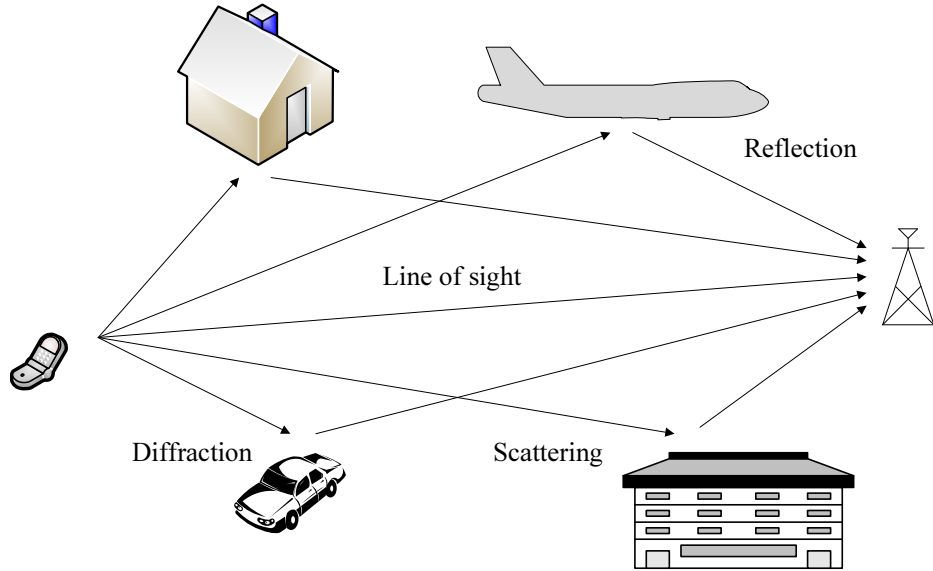 Reflection
Line of sight
Diffraction
Scattering